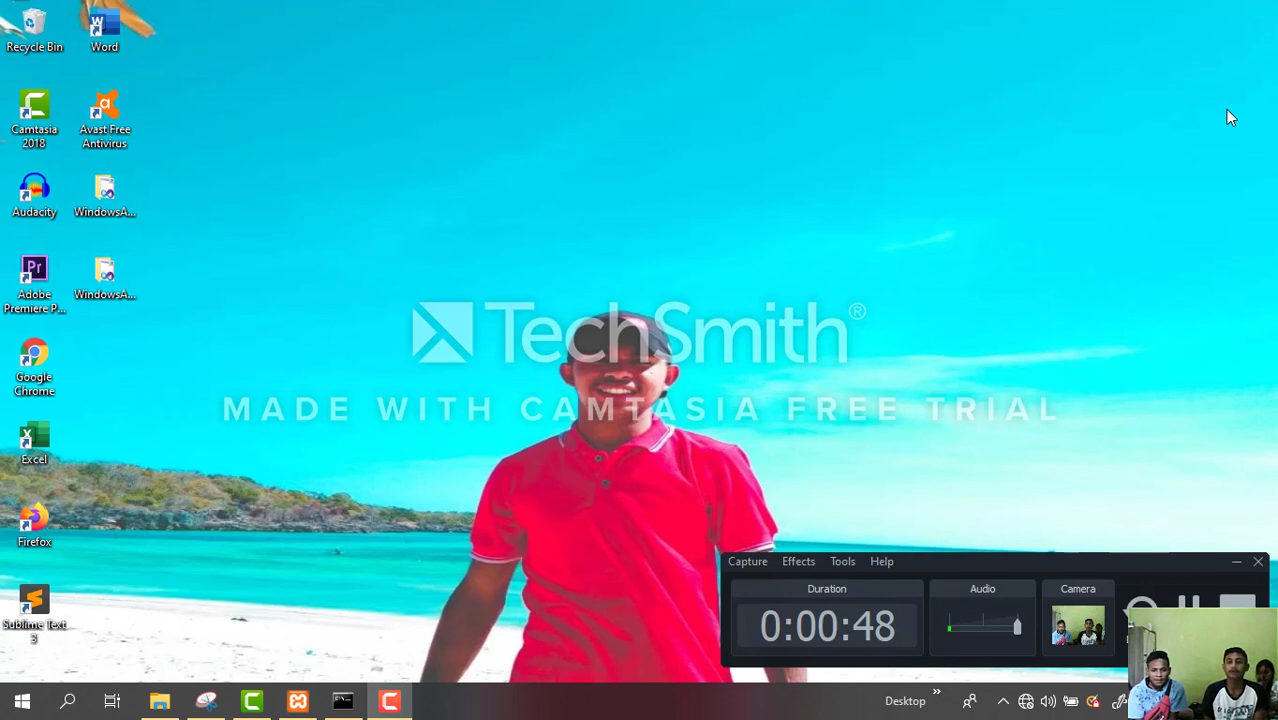 Recycle Bin
Word
Camtasia
2018
Avast Free
Antivirus
Audacity
WindowsA...
Adobe
Premiere P...
WindowsA...
Google
Chrome
Excel
Firefox
Sublime Text
3
TechSmith®
MADE WITH CAMTASIA FREE TRIAL
Capture Effects Tools Help
Duration Audio Camera
0:00:48
Desktop